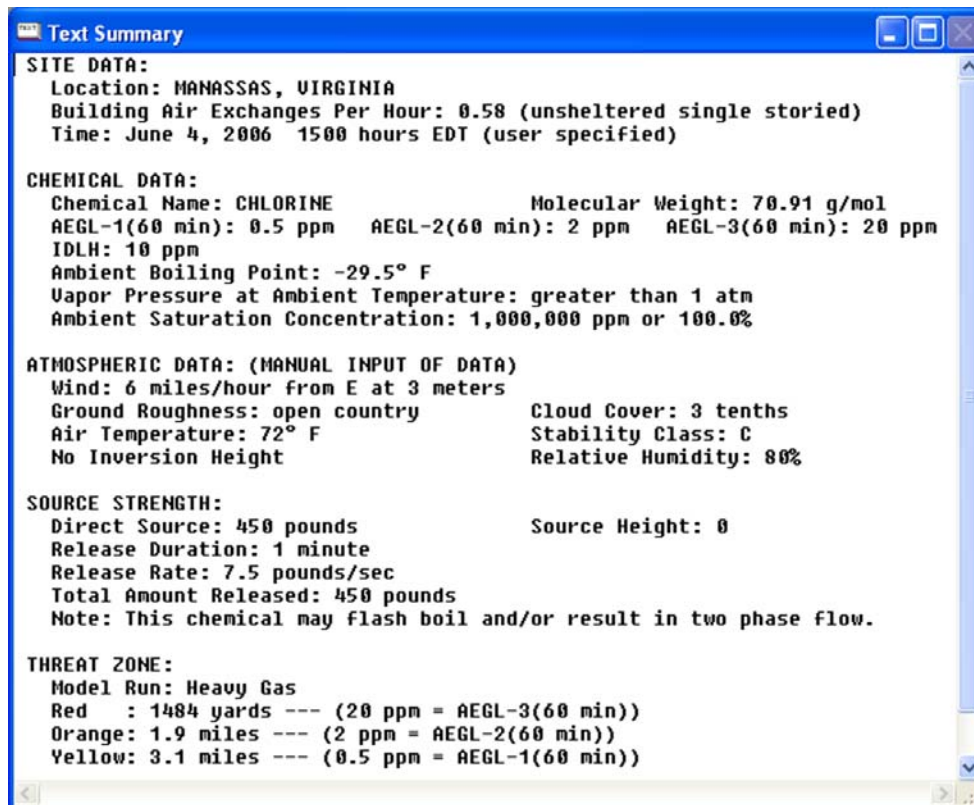 Text Summary
SITE DATA:
Location: MANASSAS, VIRGINIA
Building Air Exchanges Per Hour: 0.58 (unsheltered single storied)
Time: June 4, 2006 1500 hours EDT (user specified)
CHEMICAL DATA:
Chemical Name: CHLORINE Molecular Weight: 70.91 g/mol
AEGL-1(60 min): 0.5 ppm AEGL-2(60 min): 2 ppm AEGL-3(60 min): 20 ppm
IDLH: 10 ppm
Ambient Boiling Point: -29.5° F
Vapor Pressure at Ambient Temperature: greater than 1 atm
Ambient Saturation Concentration: 1,000,000 ppm or 100.0%
ATMOSPHERIC DATA: (MANUAL INPUT OF DATA)
Wind: 6 miles/hour from E at 3 meters
Ground Roughness: open country Cloud Cover: 3 tenths
Air Temperature: 72° F Stability Class: C
No Inversion Height Relative Humidity: 80%
SOURCE STRENGTH:
Direct Source: 450 pounds Source Height: 0
Release Duration: 1 minute
Release Rate: 7.5 pounds/sec
Total Amount Released: 450 pounds
Note: This chemical may flash boil and/or result in two phase flow.
THREAT ZONE:
Model Run: Heavy Gas
Red : 1484 yards --- (20 ppm = AEGL-3(60 min))
Orange: 1.9 miles --- (2 ppm = AEGL-2(60 min))
Yellow: 3.1 miles --- (0.5 ppm = AEGL-1(60 min))